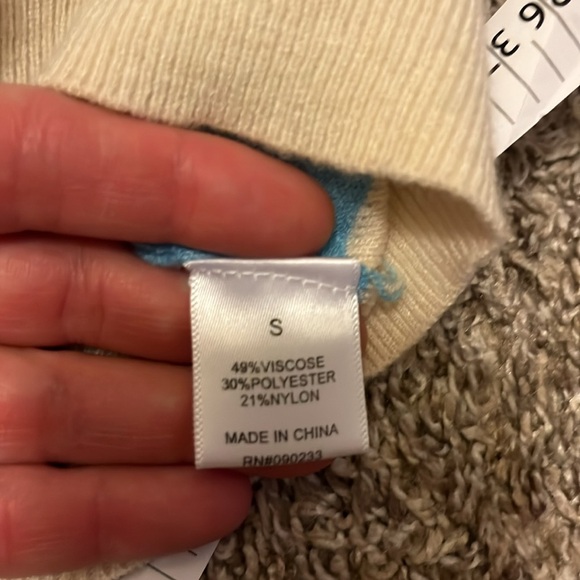 S
49%VISCOSE
30%POLYESTER
21%NYLON
MADE IN CHINA
RN#090233